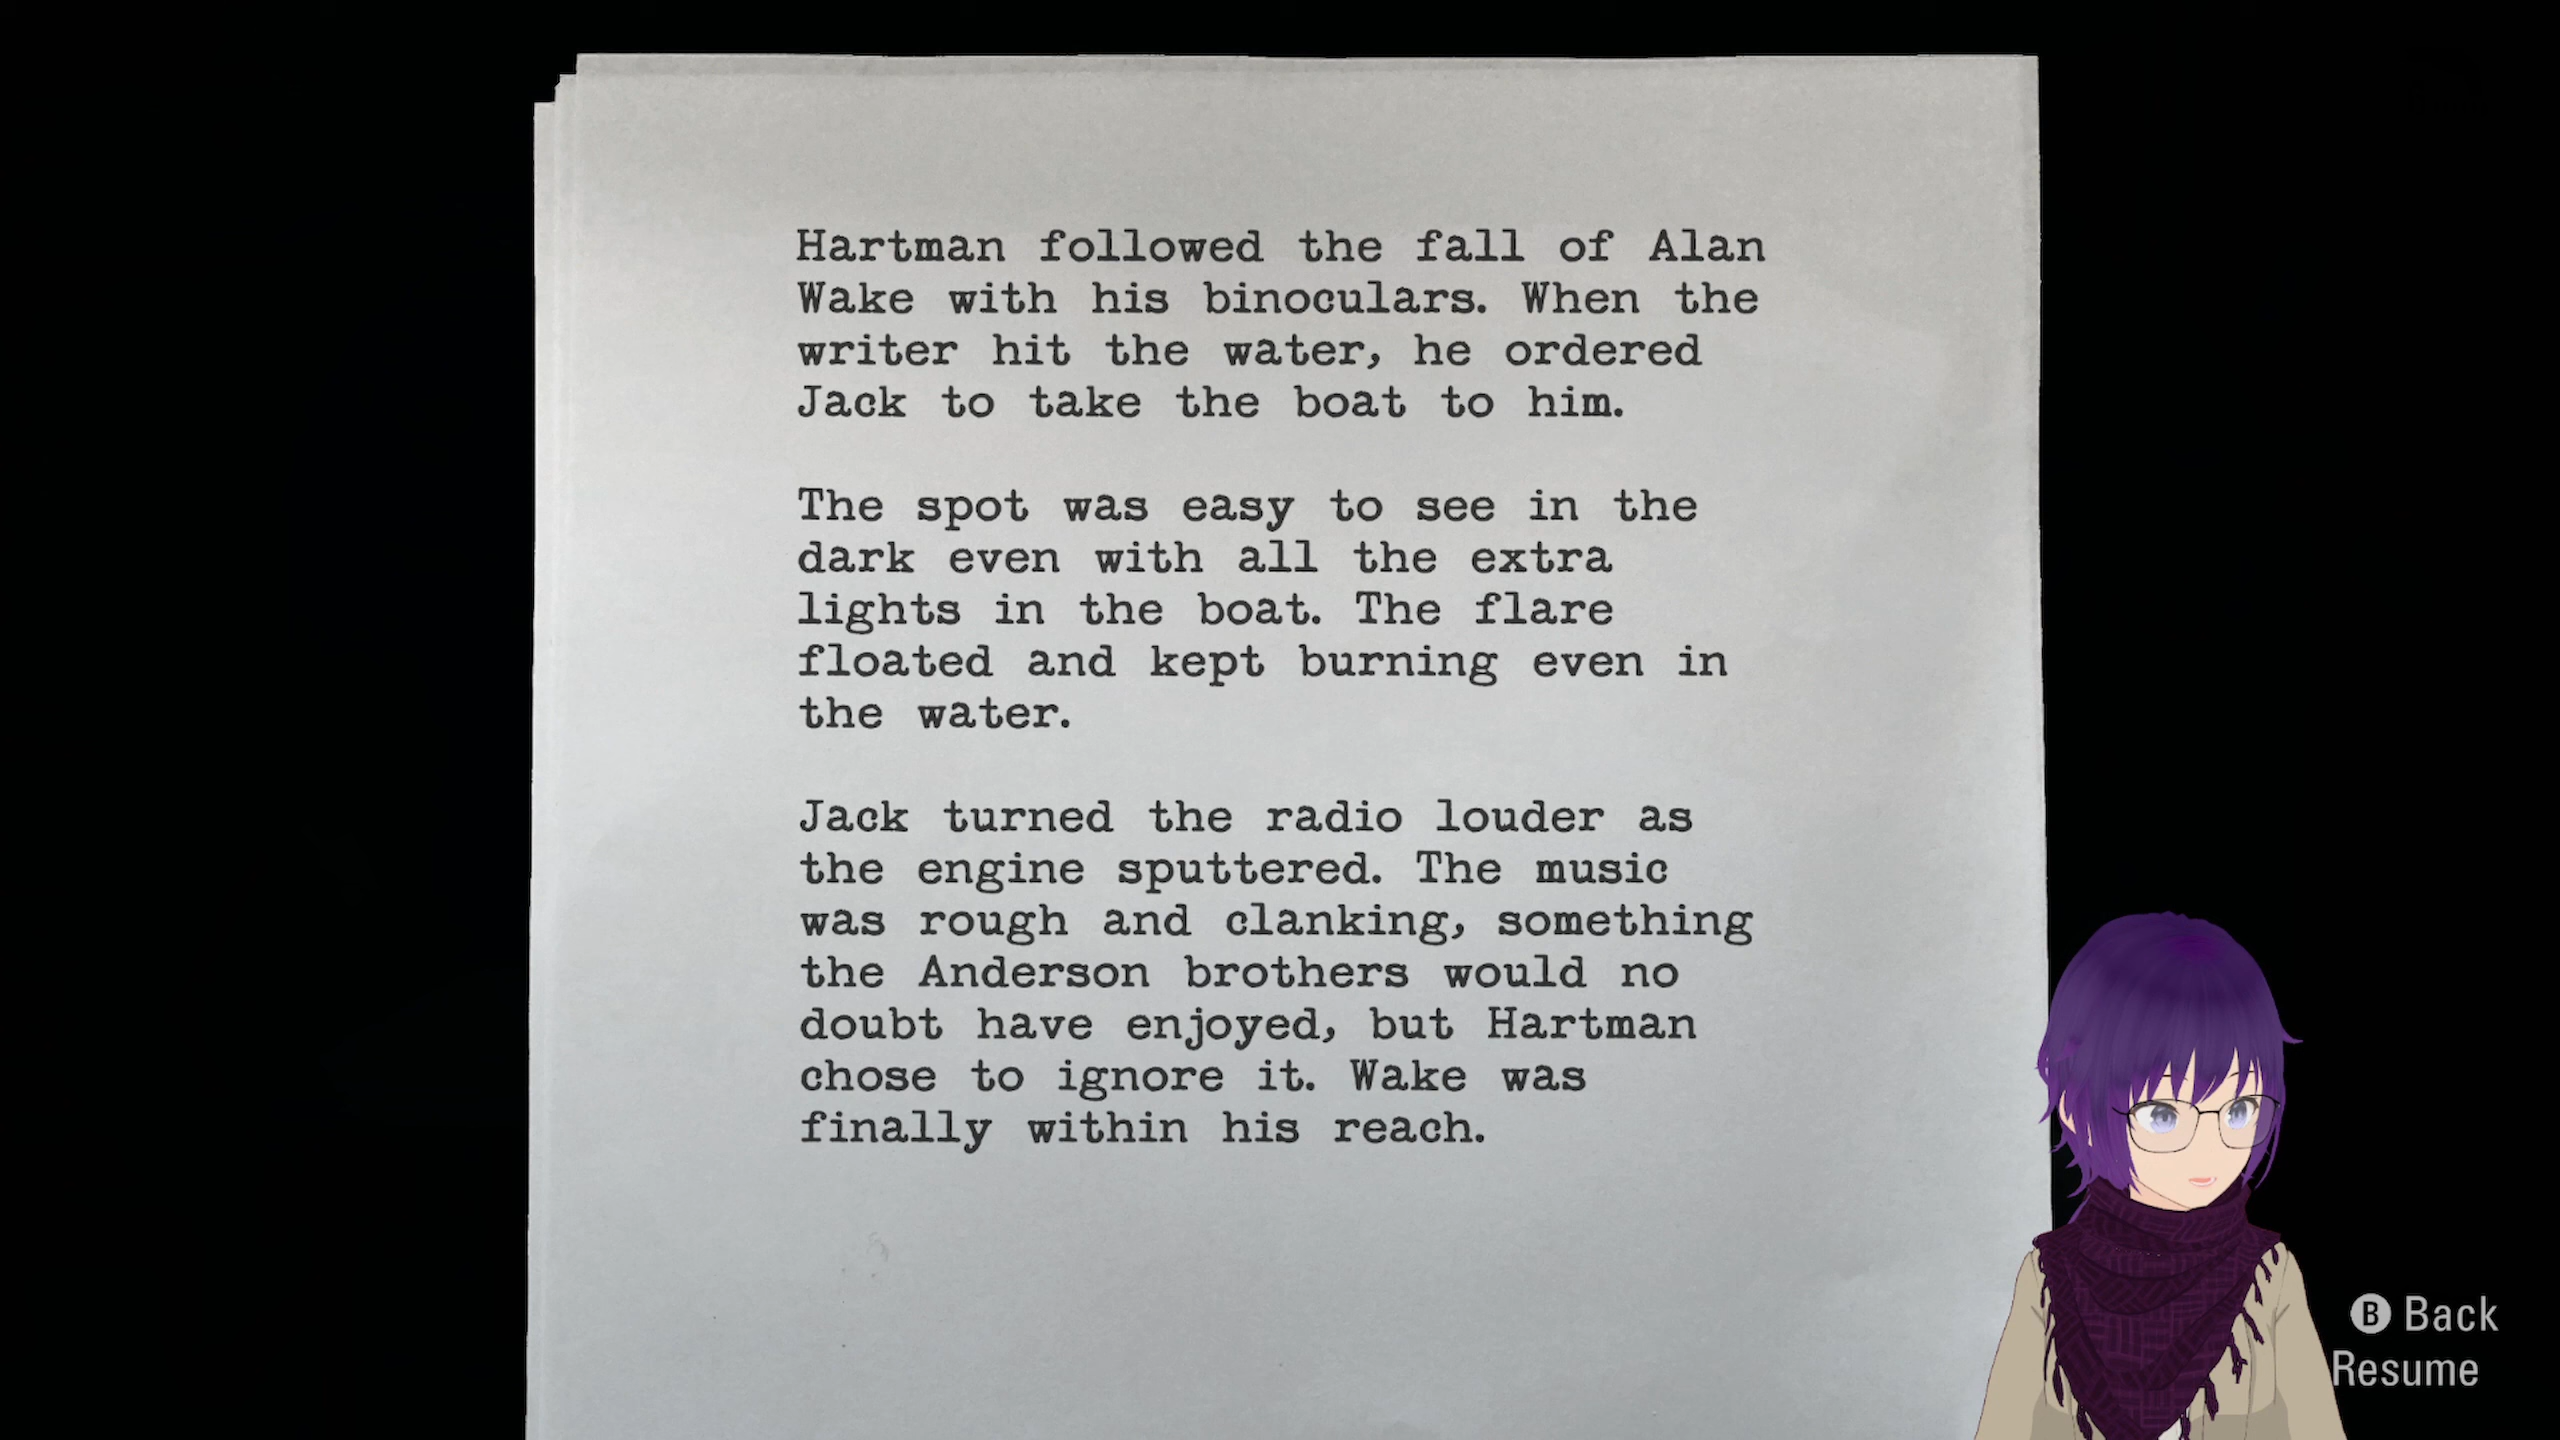 Hartman followed the fall of Alan
Wake with his binoculars. When the
writer hit the water, he ordered
Jack to take the boat to him.
The spot was easy to see in the
dark even with all the extra
lights in the boat. The flare
floated and kept burning even in
the water.
Jack turned the radio louder as
the engine sputtered. The music
was rough and clanking, something
the Anderson brothers would no
doubt have enjoyed, but Hartman
chose to ignore it. Wake was
finally within his reach.
B Back
Resume